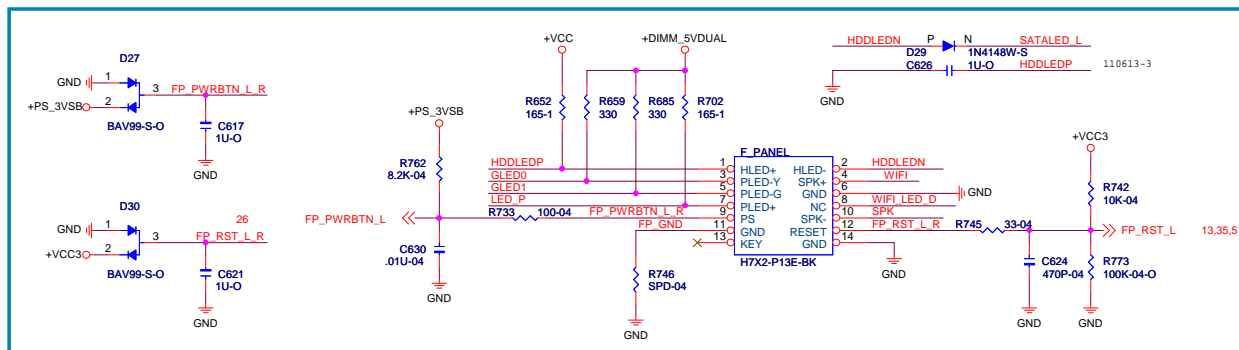 D27
GND
1
2
3
+PS_3VSB
BAV99-S-O
FP_PWRBTN_L_R
C617
1U-O
GND
D30
GND
1
2
3
+VCC3
BAV99-S-O
26
FP_RST_L_R
C621
1U-O
GND
+VCC
+DIMM_5VDUAL
R652
165-1
R659
330
R685
330
R702
165-1
+PS_3VSB
R762
8.2K-04
HDDLEDP
GLED0
GLED1
LED_P
FP_PWRBTN_L
R733
100-04
FP_PWRBTN_L_R
FP_GND
C630
.01U-04
GND
R746
SPD-04
GND
F_PANEL
1 HLED+ HLED- 2
3 PLED-Y SPK+ 4
5 PLED-G GND 6
7 PLED+ NC 8
9 PS SPK- 10
11 GND RESET 12
13 KEY GND 14
H7X2-P13E-BK
HDDLEDN
WIFI
GND
WIFI_LED_D
SPK
FP_RST_L_R
GND
R745
33-04
+VCC3
R742
10K-04
FP_RST_L
13,35,5
C624
470P-04
GND
R773
100K-04-O
GND
HDDLEDN
P
N
SATALED_L
D29
1N4148W-S
C626
1U-O
HDDLEDP
GND
110613-3